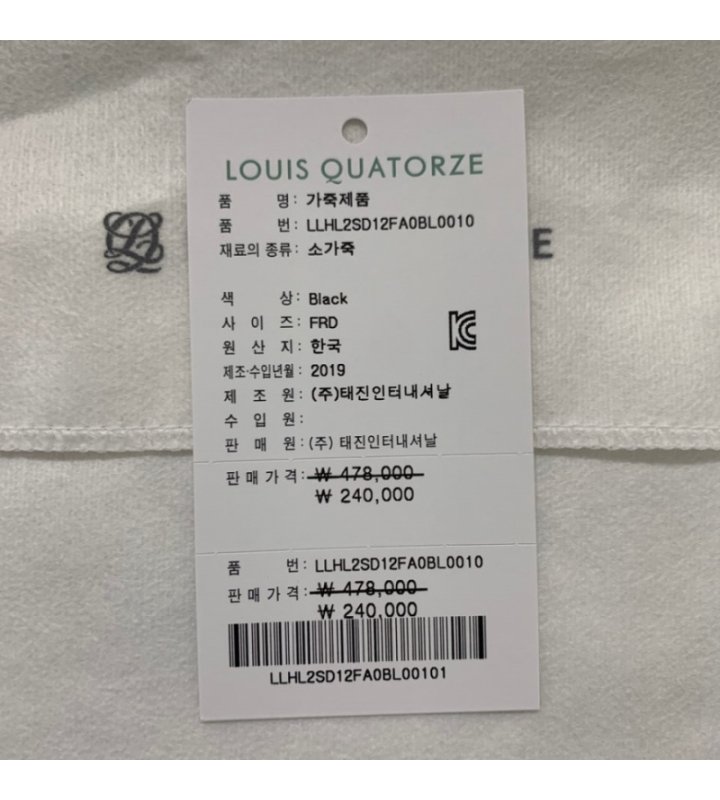 LOUIS QUATORZE
품 명: 가죽제품
품 번: LLHL2SD12FA0BL0010
재료의 종류: 소가죽
E
색 상: Black
사 이 즈: FRD
원 산 지: 한국
제조·수입년월: 2019
제 조 원: (주)태진인터내셔날
수 입 원:
판 매 원: (주) 태진인터내셔날
판 매 가 격: ₩ 478,000
₩ 240,000
품 번: LLHL2SD12FA0BL0010
판 매 가 격: ₩ 478,000
₩ 240,000
LLHL2SD12FA0BL00101